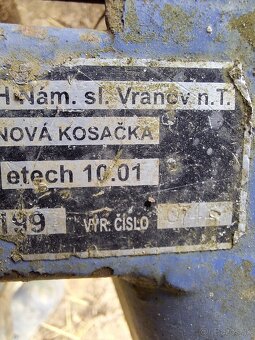 H Nám. sl. Vranov n.T.
NOVÁ KOSAČKA
etech 10.01
199
VÝR. ČÍSLO